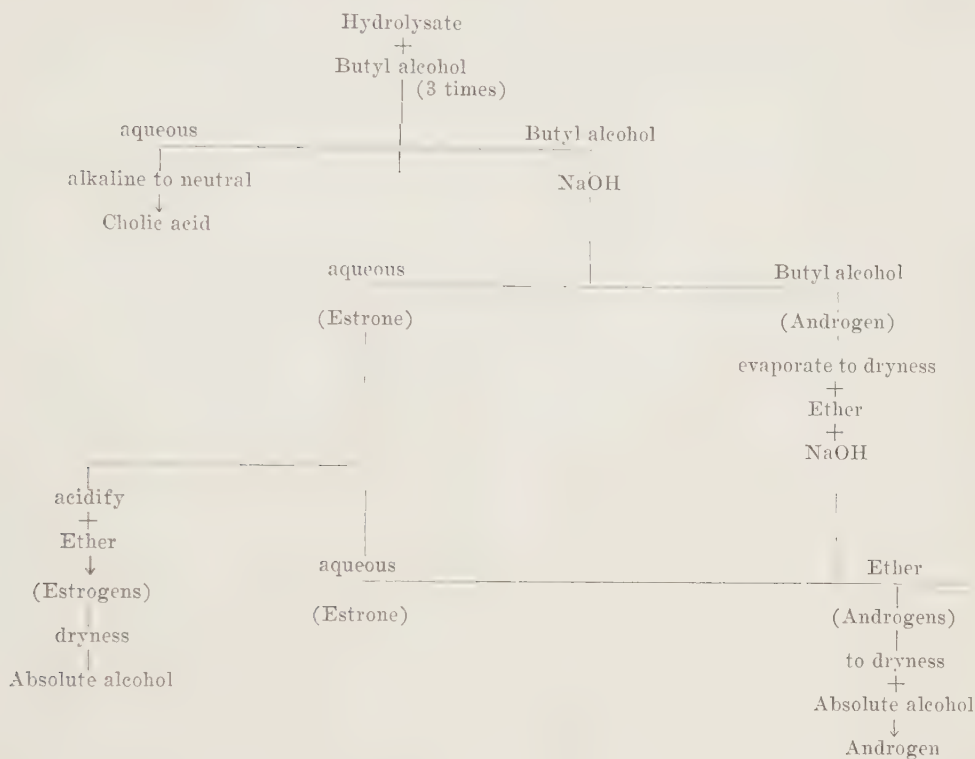 Hydrolysate
+
Butyl alcohol
(3 times)
aqueous
Butyl alcohol
alkaline to neutral
NaOH
↓
Cholic acid
aqueous
Butyl alcohol
(Estrone)
(Androgen)
evaporate to dryness
+
Ether
+
NaOH
acidify
+
Ether
↓
(Estrogens)
dryness
Absolute alcohol
aqueous
Ether
(Estrone)
(Androgens)
to dryness
+
Absolute alcohol
↓
Androgen